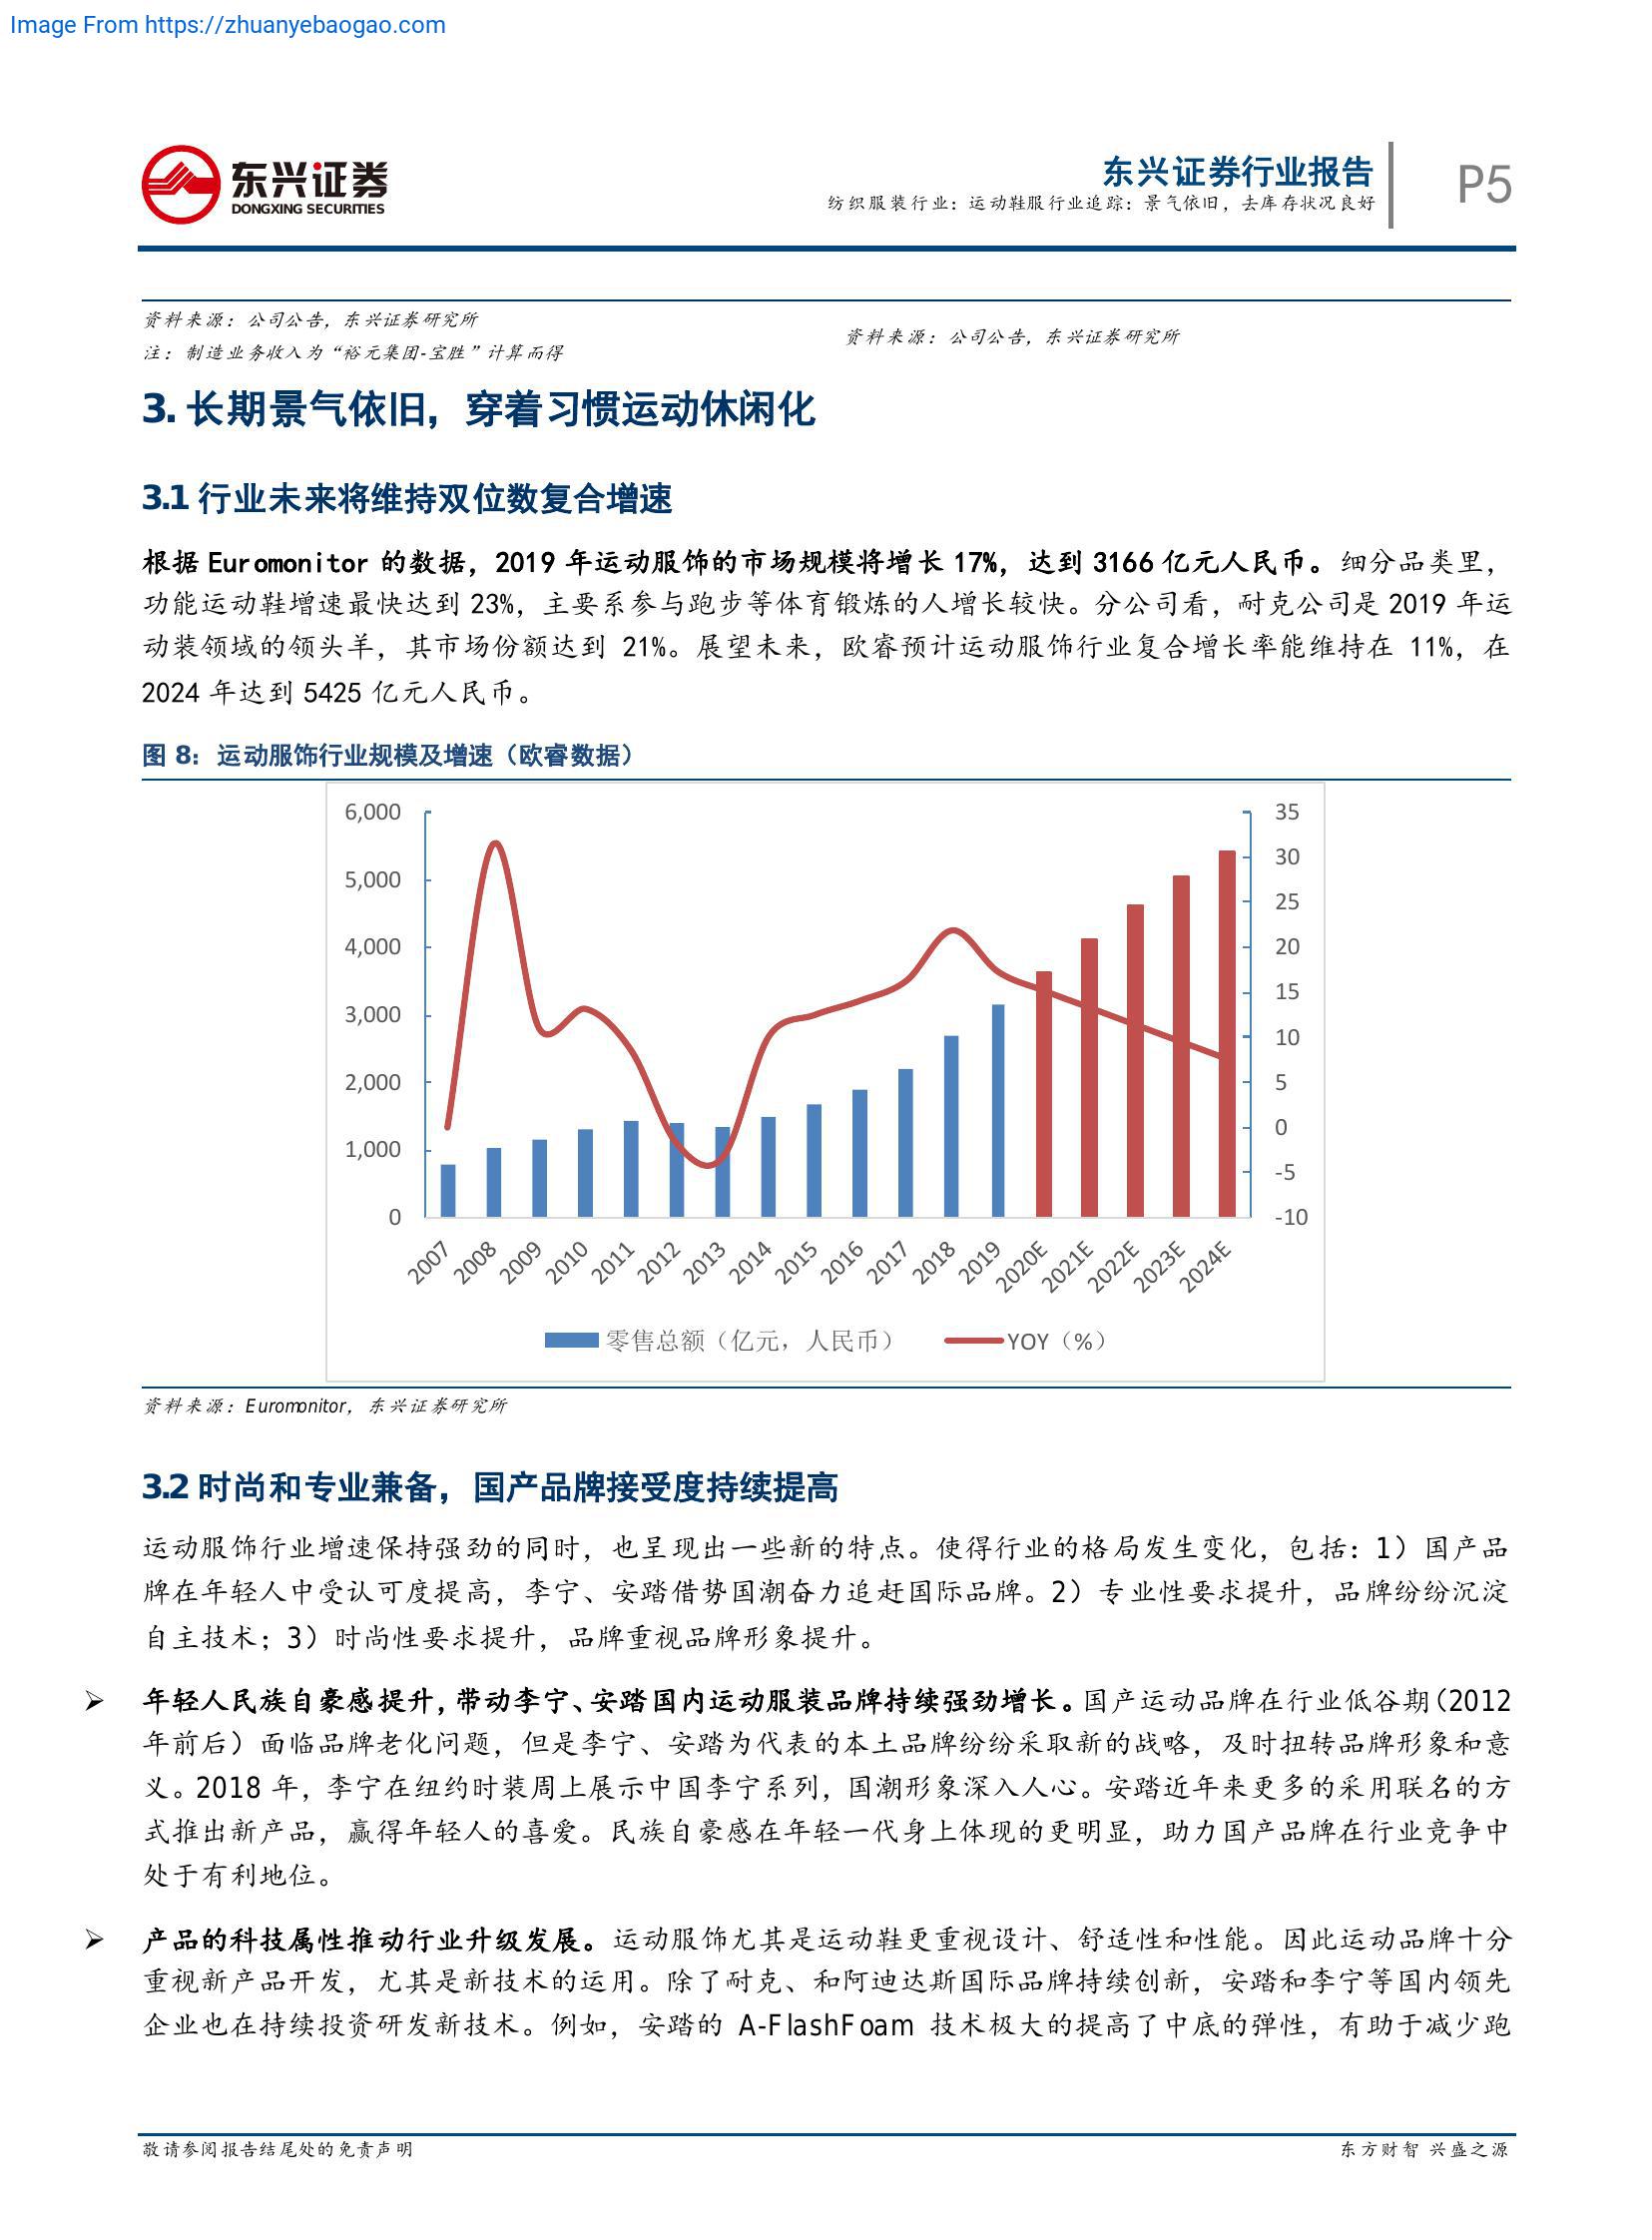 Image From https://zhuanyebaogao.com
东兴证券
DONGXING SECURITIES
东兴证券行业报告
纺织服装行业：运动鞋服行业追踪：景气依旧，去库存状况良好
P5
资料来源：公司公告，东兴证券研究所
注：制造业务收入为“裕元集团-宝胜”计算而得
资料来源：公司公告，东兴证券研究所
3. 长期景气依旧，穿着习惯运动休闲化
3.1 行业未来将维持双位数复合增速
根据 Euromonitor 的数据，2019 年运动服饰的市场规模将增长 17%，达到 3166 亿元人民币。细分品类里，
功能运动鞋增速最快达到 23%，主要系参与跑步等体育锻炼的人增长较快。分公司看，耐克公司是 2019 年运
动装领域的领头羊，其市场份额达到 21%。展望未来，欧睿预计运动服饰行业复合增长率能维持在 11%，在
2024 年达到 5425 亿元人民币。
图 8：运动服饰行业规模及增速（欧睿数据）
6,000
5,000
4,000
3,000
2,000
1,000
0
35
30
25
20
15
10
5
0
-5
-10
2007
2008
2009
2010
2011
2012
2013
2014
2015
2016
2017
2018
2019
2020E
2021E
2022E
2023E
2024E
零售总额（亿元，人民币）
YOY（%）
资料来源：Euromonitor，东兴证券研究所
3.2 时尚和专业兼备，国产品牌接受度持续提高
运动服饰行业增速保持强劲的同时，也呈现出一些新的特点。使得行业的格局发生变化，包括：1）国产品
牌在年轻人中受认可度提高，李宁、安踏借势国潮奋力追赶国际品牌。2）专业性要求提升，品牌纷纷沉淀
自主技术；3）时尚性要求提升，品牌重视品牌形象提升。
➢ 年轻人民族自豪感提升，带动李宁、安踏国内运动服装品牌持续强劲增长。国产运动品牌在行业低谷期（2012
年前后）面临品牌老化问题，但是李宁、安踏为代表的本土品牌纷纷采取新的战略，及时扭转品牌形象和意
义。2018 年，李宁在纽约时装周上展示中国李宁系列，国潮形象深入人心。安踏近年来更多的采用联名的方
式推出新产品，赢得年轻人的喜爱。民族自豪感在年轻一代身上体现的更明显，助力国产品牌在行业竞争中
处于有利地位。
➢ 产品的科技属性推动行业升级发展。运动服饰尤其是运动鞋更重视设计、舒适性和性能。因此运动品牌十分
重视新产品开发，尤其是新技术的运用。除了耐克、和阿迪达斯国际品牌持续创新，安踏和李宁等国内领先
企业也在持续投资研发新技术。例如，安踏的 A-FlashFoam 技术极大的提高了中底的弹性，有助于减少跑
敬请参阅报告结尾处的免责声明
东方财智 兴盛之源